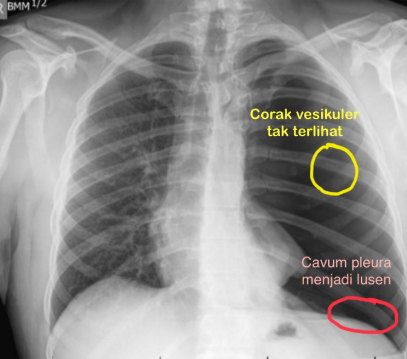 R BMM 1/2
Corak vesikuler
tak terlihat
Cavum pleura
menjadi lusen